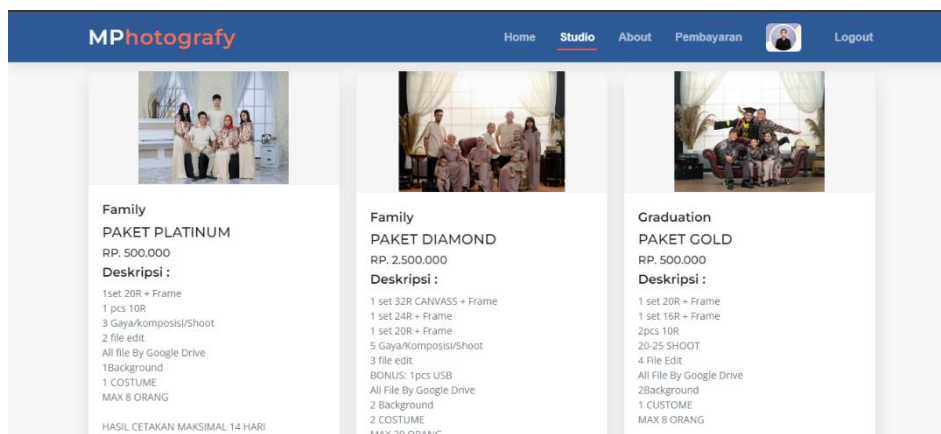 MPhotografy
Home Studio About Pembayaran Logout
Family
PAKET PLATINUM
RP. 500.000
Deskripsi :
1set 20R + Frame
1 pcs 10R
3 Gaya/komposisi/Shoot
2 file edit
All file By Google Drive
1Background
1 COSTUME
MAX 8 ORANG
HASIL CETAKAN MAKSIMAL 14 HARI
Family
PAKET DIAMOND
RP. 2.500.000
Deskripsi :
1 set 32R CANVASS + Frame
1 set 24R + Frame
1 set 20R + Frame
5 Gaya/Komposisi/Shoot
3 file edit
BONUS: 1pcs USB
All File By Google Drive
2 Background
2 COSTUME
MAX 20 ORANG
Graduation
PAKET GOLD
RP. 500.000
Deskripsi :
1 set 20R + Frame
1 set 16R + Frame
2pcs 10R
20-25 SHOOT
4 File Edit
All File By Google Drive
2Background
1 CUSTOME
MAX 8 ORANG